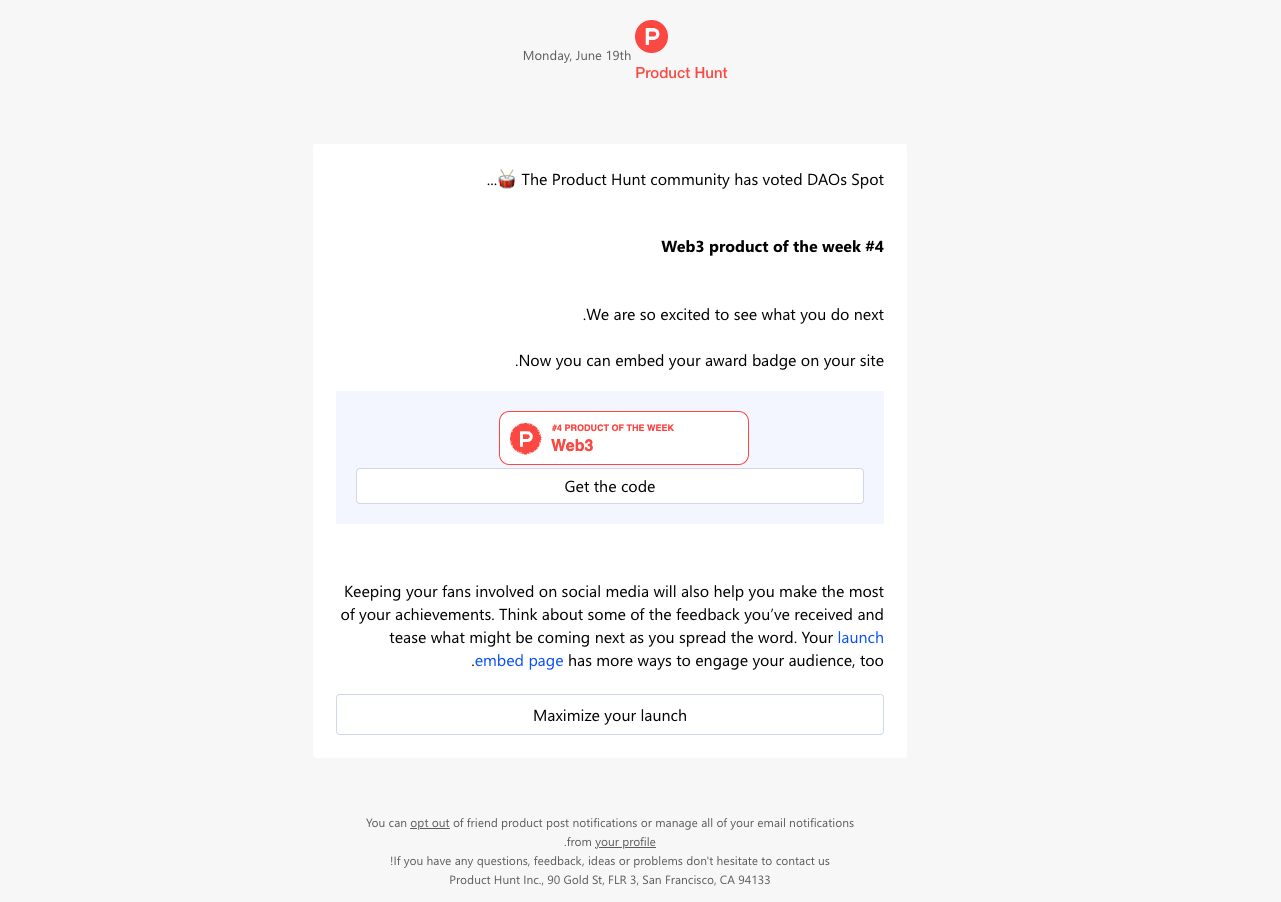 Monday, June 19th
Product Hunt
...🥁 The Product Hunt community has voted DAOs Spot
Web3 product of the week #4
.We are so excited to see what you do next
.Now you can embed your award badge on your site
P
#4 PRODUCT OF THE WEEK
Web3
Get the code
Keeping your fans involved on social media will also help you make the most
of your achievements. Think about some of the feedback you’ve received and
tease what might be coming next as you spread the word. Your launch
.embed page has more ways to engage your audience, too
Maximize your launch
You can opt out of friend product post notifications or manage all of your email notifications
.from your profile
!If you have any questions, feedback, ideas or problems don't hesitate to contact us
Product Hunt Inc., 90 Gold St, FLR 3, San Francisco, CA 94133